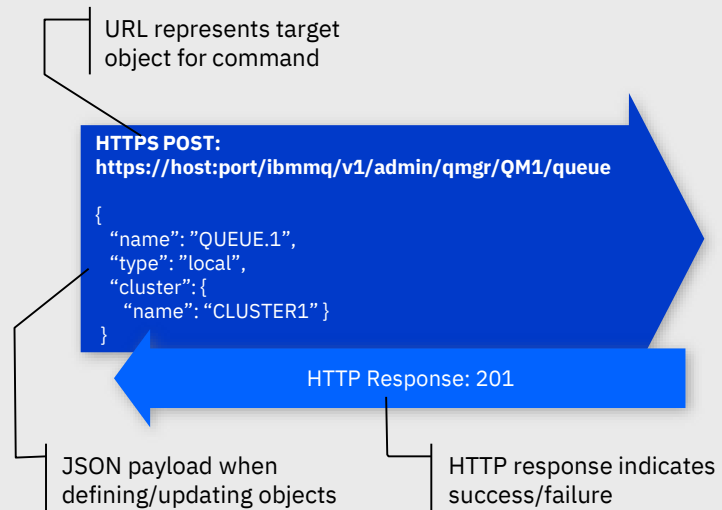 URL represents target
object for command
HTTPS POST:
https://host:port/ibmmq/v1/admin/qmgr/QM1/queue
{
“name”: ”QUEUE.1”,
“type”: ”local”,
“cluster”: {
“name”: “CLUSTER1” }
}
HTTP Response: 201
JSON payload when
defining/updating objects
HTTP response indicates
success/failure